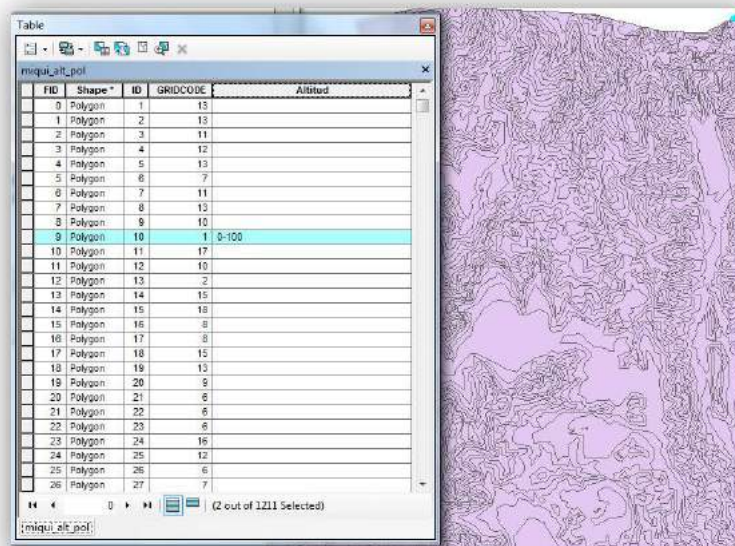 Table
miqui_alt_pol
FID Shape * ID GRIDCODE Altitud
0 Polygon 1 13
1 Polygon 2 13
2 Polygon 3 11
3 Polygon 4 12
4 Polygon 5 13
5 Polygon 6 7
6 Polygon 7 11
7 Polygon 8 13
8 Polygon 9 10
9 Polygon 10 1 0-100
10 Polygon 11 17
11 Polygon 12 10
12 Polygon 13 2
13 Polygon 14 15
14 Polygon 15 18
15 Polygon 16 8
16 Polygon 17 8
17 Polygon 18 15
18 Polygon 19 13
19 Polygon 20 9
20 Polygon 21 6
21 Polygon 22 6
22 Polygon 23 6
23 Polygon 24 16
24 Polygon 25 12
25 Polygon 26 6
26 Polygon 27 7
0 (2 out of 1211 Selected)
miqui_alt_pol